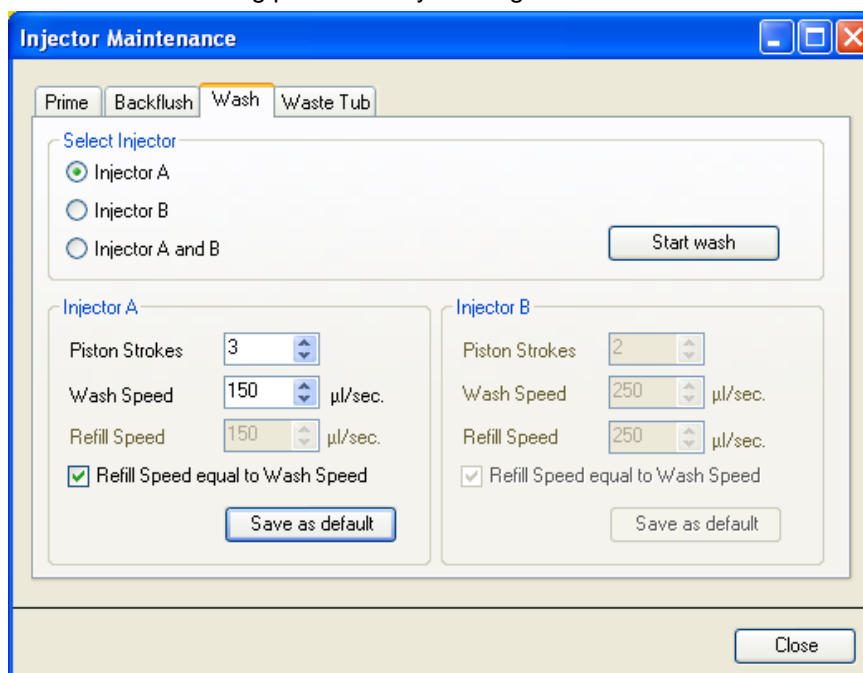 Injector Maintenance
Prime Backflush Wash Waste Tub
Select Injector
Injector A
Injector B
Injector A and B
Start wash
Injector A
Piston Strokes 3
Wash Speed 150 µl/sec.
Refill Speed 150 µl/sec.
Refill Speed equal to Wash Speed
Save as default
Injector B
Piston Strokes 2
Wash Speed 250 µl/sec.
Refill Speed 250 µl/sec.
Refill Speed equal to Wash Speed
Save as default
Close